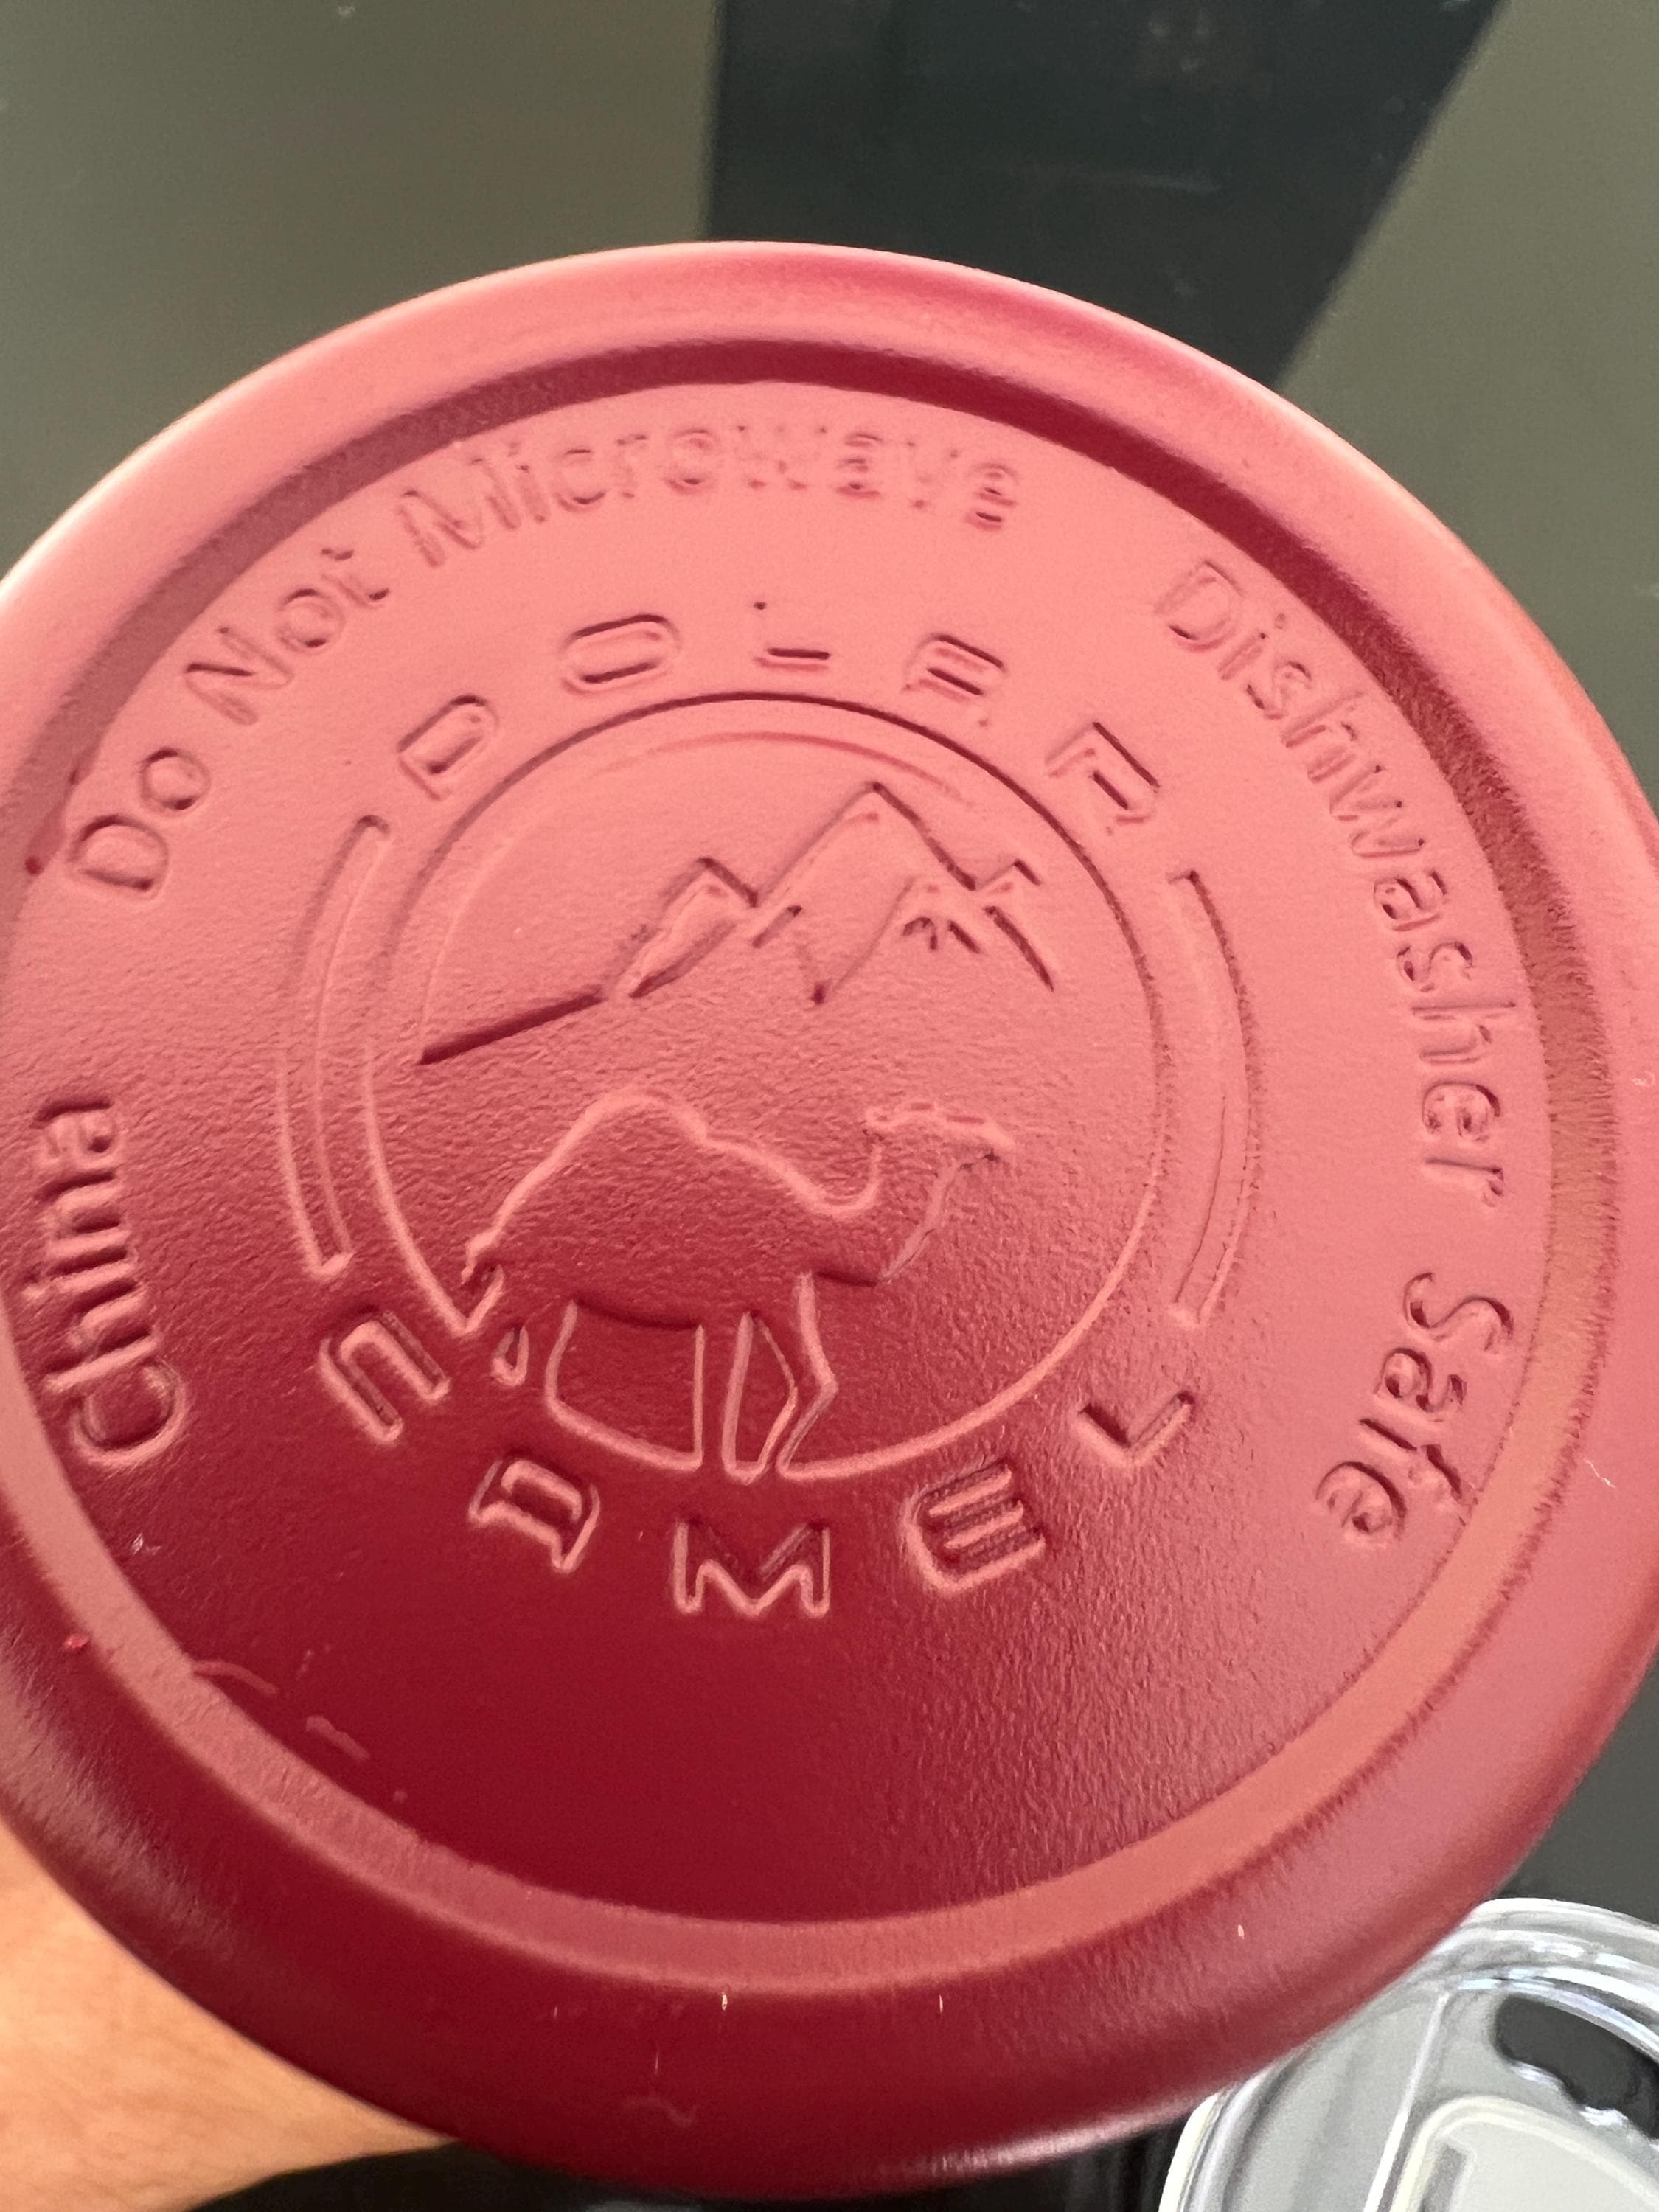 Do Not Microwave
Dishwasher Safe
China
POLAR
CAMEL